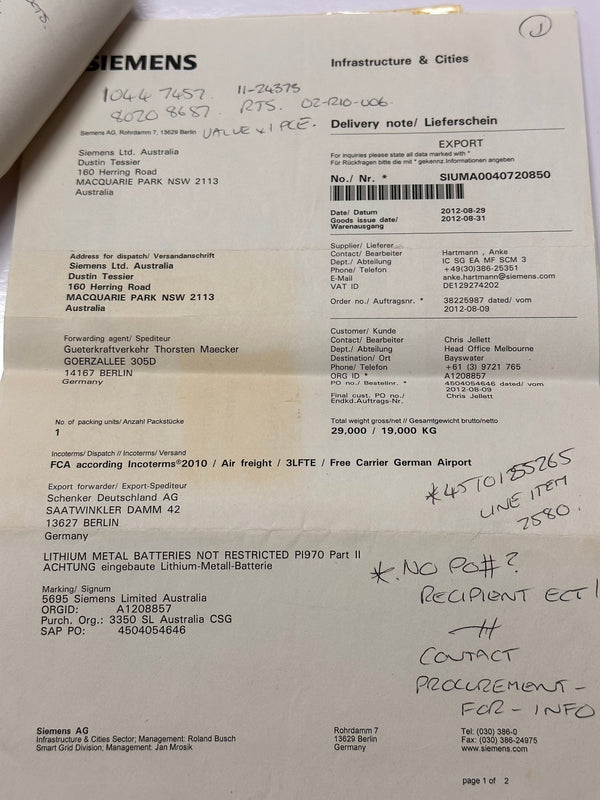 SIEMENS
Infrastructure & Cities
1044 7457. 11-24375
8020 8687. RTS. 02-R10-006.
VALUE x 1 PCE.
Siemens AG, Rohrdamm 7, 13629 Berlin
Delivery note/ Lieferschein
Siemens Ltd. Australia
Dustin Tessier
160 Herring Road
MACQUARIE PARK NSW 2113
Australia
EXPORT
For inquiries please state all data marked with *
Für Rückfragen bitte die mit * gekennz.Informationen angeben
No./ Nr. * SIUMA0040720850
Date/ Datum 2012-08-29
Goods issue date/ 2012-08-31
Warenausgang
Address for dispatch/ Versandanschrift
Siemens Ltd. Australia
Dustin Tessier
160 Herring Road
MACQUARIE PARK NSW 2113
Australia
Supplier/ Lieferer
Contact/ Bearbeiter Hartmann , Anke
Dept./ Abteilung IC SG EA MF SCM 3
Phone/ Telefon +49(30)386-25351
E-Mail anke.hartmann@siemens.com
VAT ID DE129274202
Order no./ Auftragsnr. * 38225987 dated/ vom
2012-08-09
Forwarding agent/ Spediteur
Gueterkraftverkehr Thorsten Maecker
GOERZALLEE 305D
14167 BERLIN
Germany
Customer/ Kunde
Contact/ Bearbeiter Chris Jellett
Dept./ Abteilung Head Office Melbourne
Destination/ Ort Bayswater
Phone/ Telefon +61 (3) 9721 765
ORG ID * A1208857
PO no./ Bestellnr. * 4504054646 dated/ vom
2012-08-09
Final cust. PO no./ Chris Jellett
Endkd.Auftrags-Nr.
No. of packing units/ Anzahl Packstücke
1
Total weight gross/net // Gesamtgewicht brutto/netto
29,000 / 19,000 KG
Incoterms/ Dispatch // Incoterms/ Versand
FCA according Incoterms®2010 / Air freight / 3LFTE / Free Carrier German Airport
Export forwarder/ Export-Spediteur
Schenker Deutschland AG
SAATWINKLER DAMM 42
13627 BERLIN
Germany
LINE ITEM
2580.
LITHIUM METAL BATTERIES NOT RESTRICTED PI970 Part II
ACHTUNG eingebaute Lithium-Metall-Batterie
*. NO PO#?
RECIPIENT ECT!
CONTACT
PROCUREMENT -
FOR - INFO
Marking/ Signum
5695 Siemens Limited Australia
ORGID: A1208857
Purch. Org.: 3350 SL Australia CSG
SAP PO: 4504054646
Siemens AG
Infrastructure & Cities Sector; Management: Roland Busch
Smart Grid Division; Management: Jan Mrosik
Rohrdamm 7
13629 Berlin
Germany
Tel: (030) 386-0
Fax: (030) 386-24975
www.siemens.com
page 1 of 2